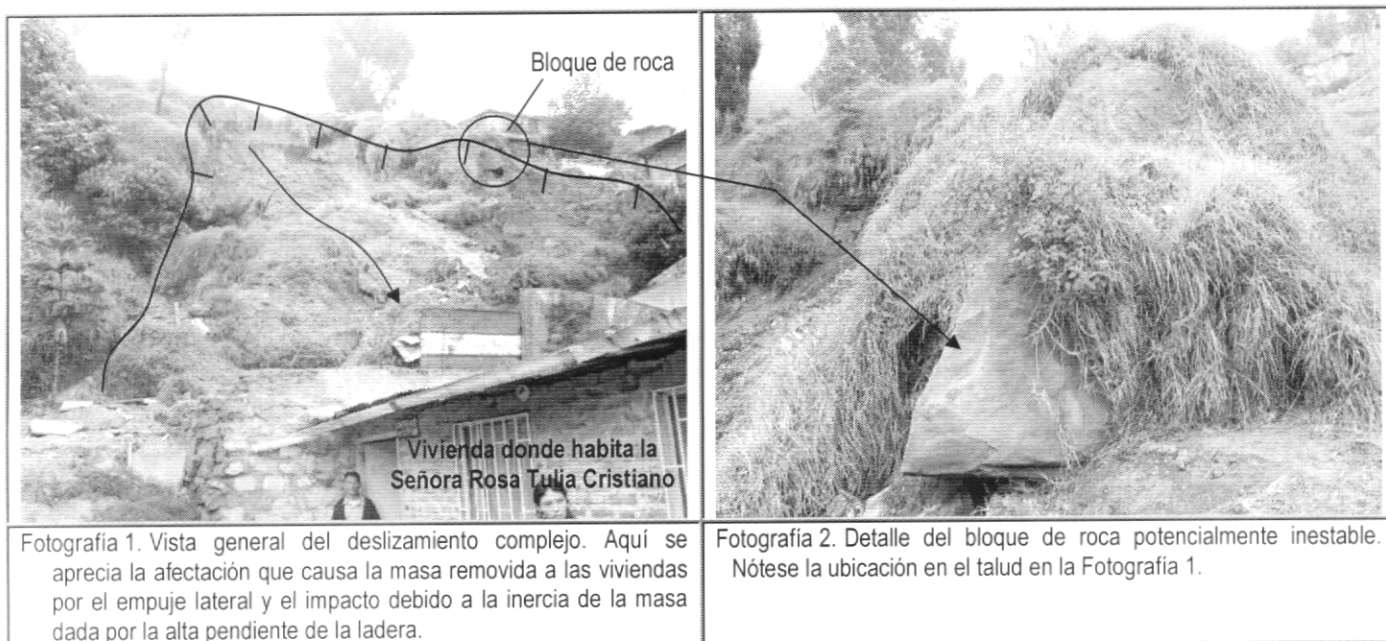 Bloque de roca
Vivienda donde habita la
Señora Rosa Tulia Cristiano
Fotografía 1. Vista general del deslizamiento complejo. Aquí se
aprecia la afectación que causa la masa removida a las viviendas
por el empuje lateral y el impacto debido a la inercia de la masa
dada por la alta pendiente de la ladera.
Fotografía 2. Detalle del bloque de roca potencialmente inestable.
Nótese la ubicación en el talud en la Fotografía 1.